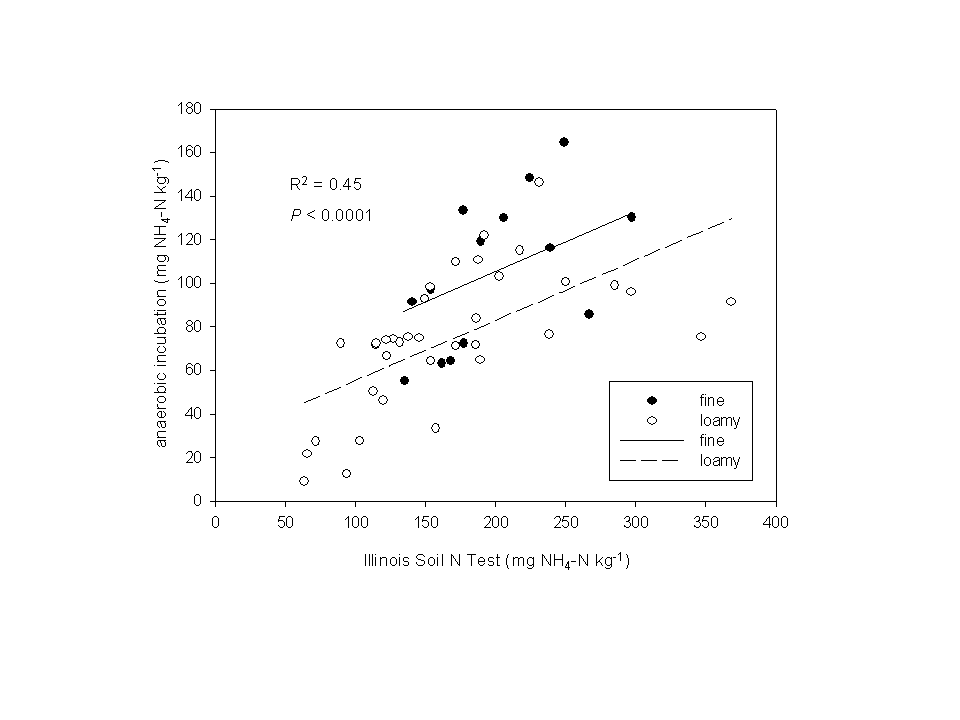 180
160
140
120
100
80
60
40
20
0
anaerobic incubation (mg NH4-N kg-1)
R2 = 0.45
P < 0.0001
fine
loamy
fine
loamy
0 50 100 150 200 250 300 350 400
Illinois Soil N Test (mg NH4-N kg-1)